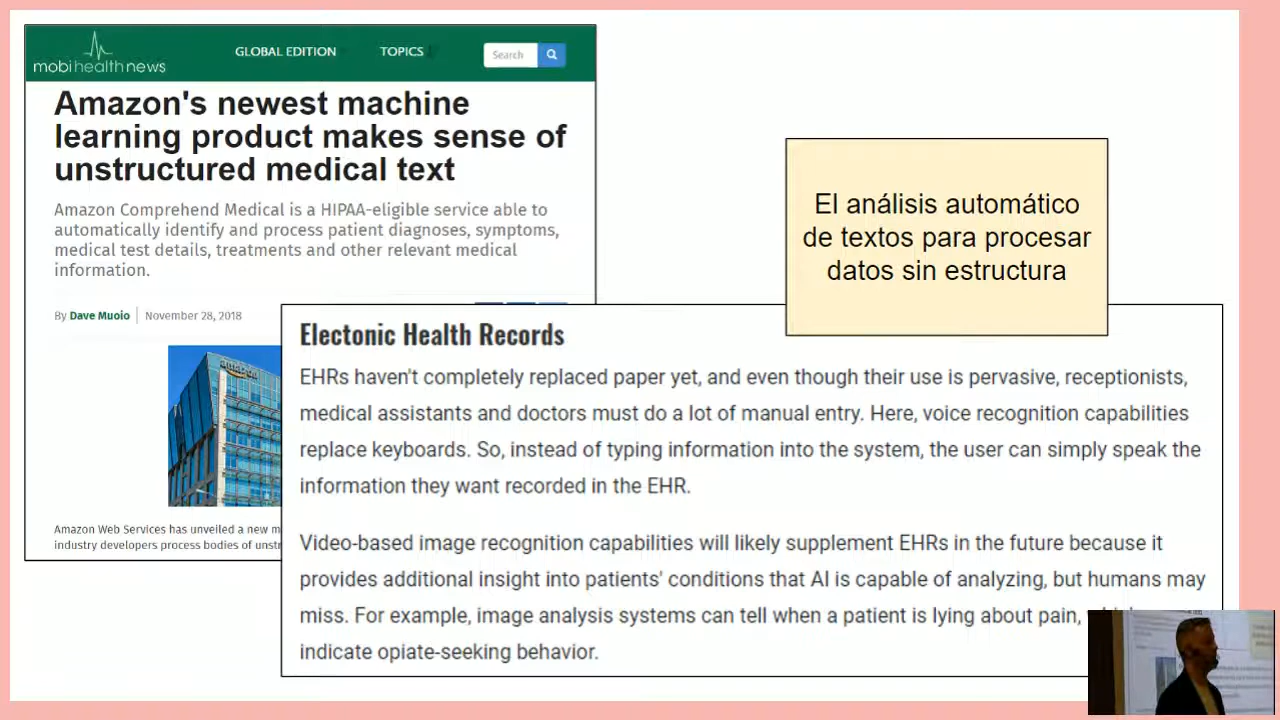 mobihealthnews
GLOBAL EDITION
TOPICS
Search
Amazon's newest machine
learning product makes sense of
unstructured medical text
Amazon Comprehend Medical is a HIPAA-eligible service able to
automatically identify and process patient diagnoses, symptoms,
medical test details, treatments and other relevant medical
information.
By Dave Muoio
November 28, 2018
amazon
Amazon Web Services has unveiled a new m
industry developers process bodies of unst
El análisis automático
de textos para procesar
datos sin estructura
Electonic Health Records
EHRs haven't completely replaced paper yet, and even though their use is pervasive, receptionists,
medical assistants and doctors must do a lot of manual entry. Here, voice recognition capabilities
replace keyboards. So, instead of typing information into the system, the user can simply speak the
information they want recorded in the EHR.
Video-based image recognition capabilities will likely supplement EHRs in the future because it
provides additional insight into patients' conditions that AI is capable of analyzing, but humans may
miss. For example, image analysis systems can tell when a patient is lying about pain,
indicate opiate-seeking behavior.